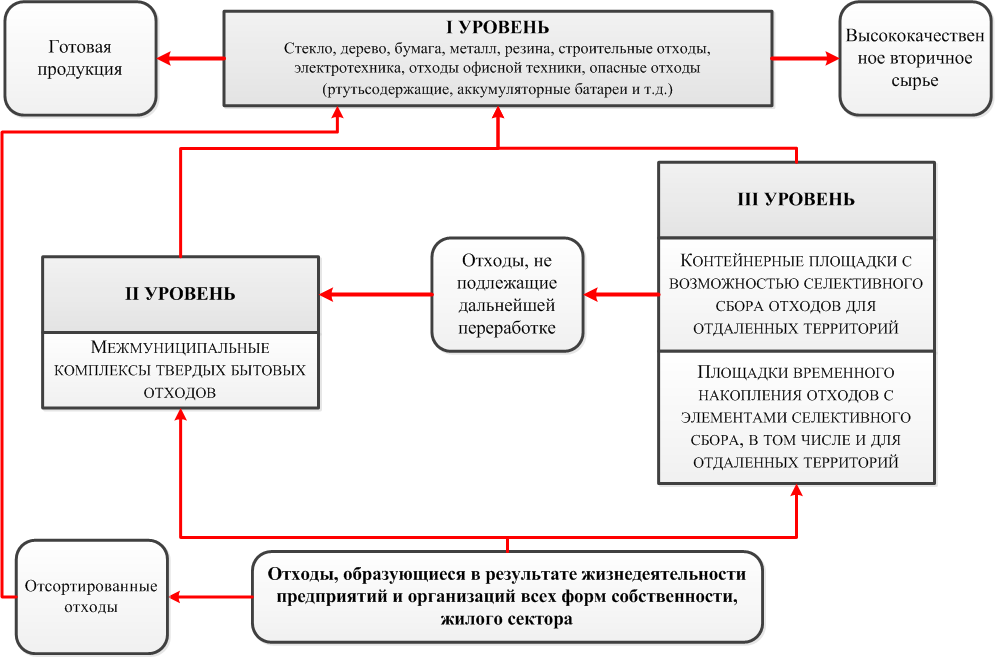 Готовая
продукция
I УРОВЕНЬ
Стекло, дерево, бумага, металл, резина, строительные отходы,
электротехника, отходы офисной техники, опасные отходы
(ртутьсодержащие, аккумуляторные батареи и т.д.)
Высококачествен
ное вторичное
сырье
III УРОВЕНЬ
КОНТЕЙНЕРНЫЕ ПЛОЩАДКИ С
ВОЗМОЖНОСТЬЮ СЕЛЕКТИВНОГО
СБОРА ОТХОДОВ ДЛЯ
ОТДАЛЕННЫХ ТЕРРИТОРИЙ
ПЛОЩАДКИ ВРЕМЕННОГО
НАКОПЛЕНИЯ ОТХОДОВ С
ЭЛЕМЕНТАМИ СЕЛЕКТИВНОГО
СБОРА, В ТОМ ЧИСЛЕ И ДЛЯ
ОТДАЛЕННЫХ ТЕРРИТОРИЙ
Отходы, не
подлежащие
дальнейшей
переработке
II УРОВЕНЬ
МЕЖМУНИЦИПАЛЬНЫЕ
КОМПЛЕКСЫ ТВЕРДЫХ БЫТОВЫХ
ОТХОДОВ
Отсортированные
отходы
Отходы, образующиеся в результате жизнедеятельности
предприятий и организаций всех форм собственности,
жилого сектора